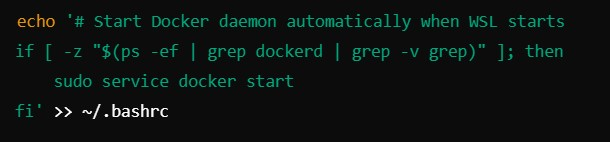 echo '# Start Docker daemon automatically when WSL starts
if [ -z "$(ps -ef | grep dockerd | grep -v grep)" ]; then
    sudo service docker start
fi' >> ~/.bashrc